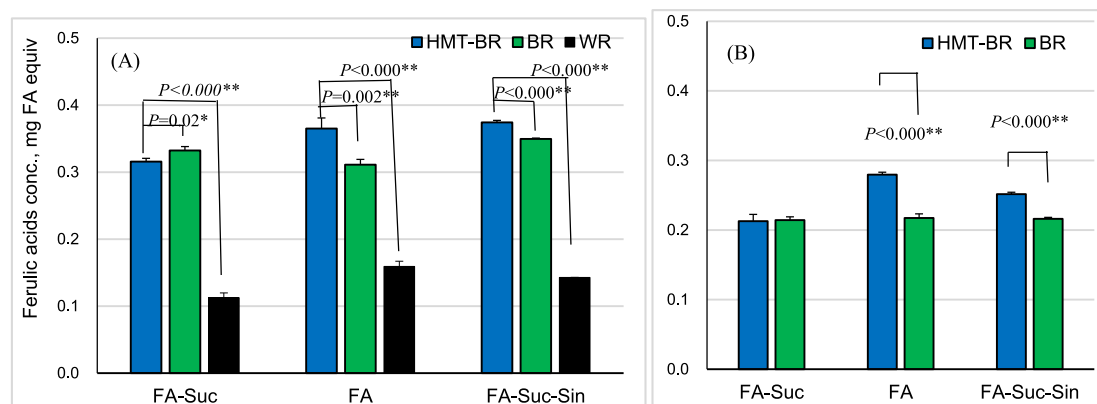 Ferulic acids conc., mg FA equiv
0.5
0.4
0.3
0.2
0.1
0.0
(A)
HMT-BR BR WR
P<0.000**
P=0.02*
P<0.000**
P=0.002**
P<0.000**
P<0.000**
FA-Suc FA FA-Suc-Sin
0.5
0.4
0.3
0.2
0.1
0.0
(B)
HMT-BR BR
P<0.000**
P<0.000**
FA-Suc FA FA-Suc-Sin